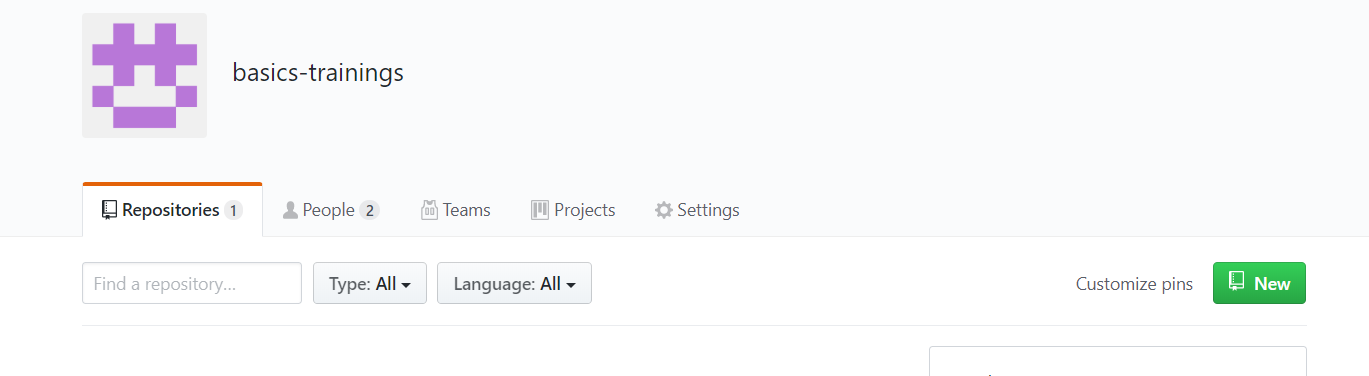 basics-trainings
Repositories 1 People 2 Teams Projects Settings
Find a repository... Type: All Language: All Customize pins New